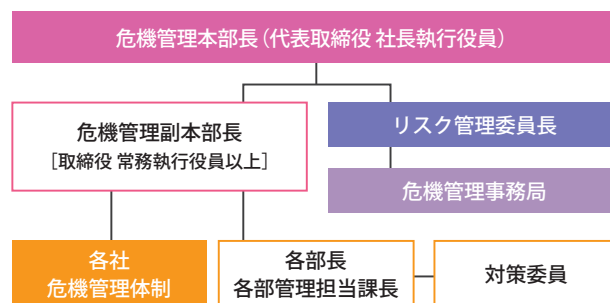 危機管理本部長(代表取締役 社長執行役員)
危機管理副本部長
[取締役 常務執行役員以上]
リスク管理委員長
危機管理事務局
各社
危機管理体制
各部長
各部管理担当課長
対策委員